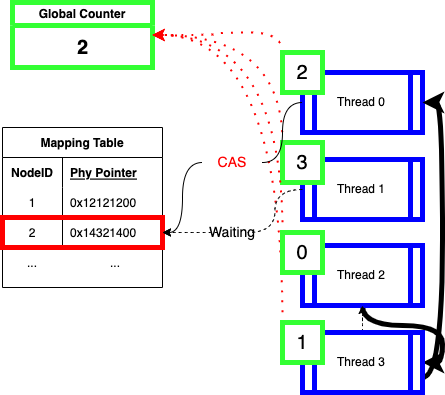 Global Counter
2
2
Thread 0
Mapping Table
NodeID Phy Pointer
1 0x12121200
2 0x14321400
... ...
CAS
3
Thread 1
Waiting
0
Thread 2
1
Thread 3